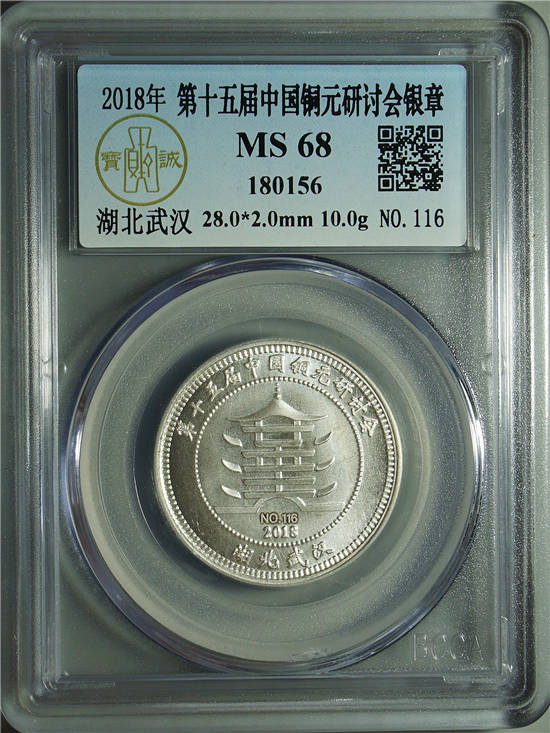 2018年 第十五届中国铜元研讨会银章
寶 誠
MS 68
180156
湖北武汉 28.0*2.0mm 10.0g NO.116
第十五届中国铜元研讨会
NO.116
2018
湖北武汉
BCCA